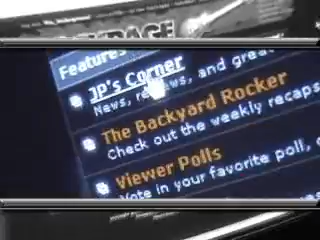 Features
JP's Corner
News, reviews, and great
The Backyard Rocker
Check out the weekly recaps
Viewer Polls
Vote in your favorite poll,